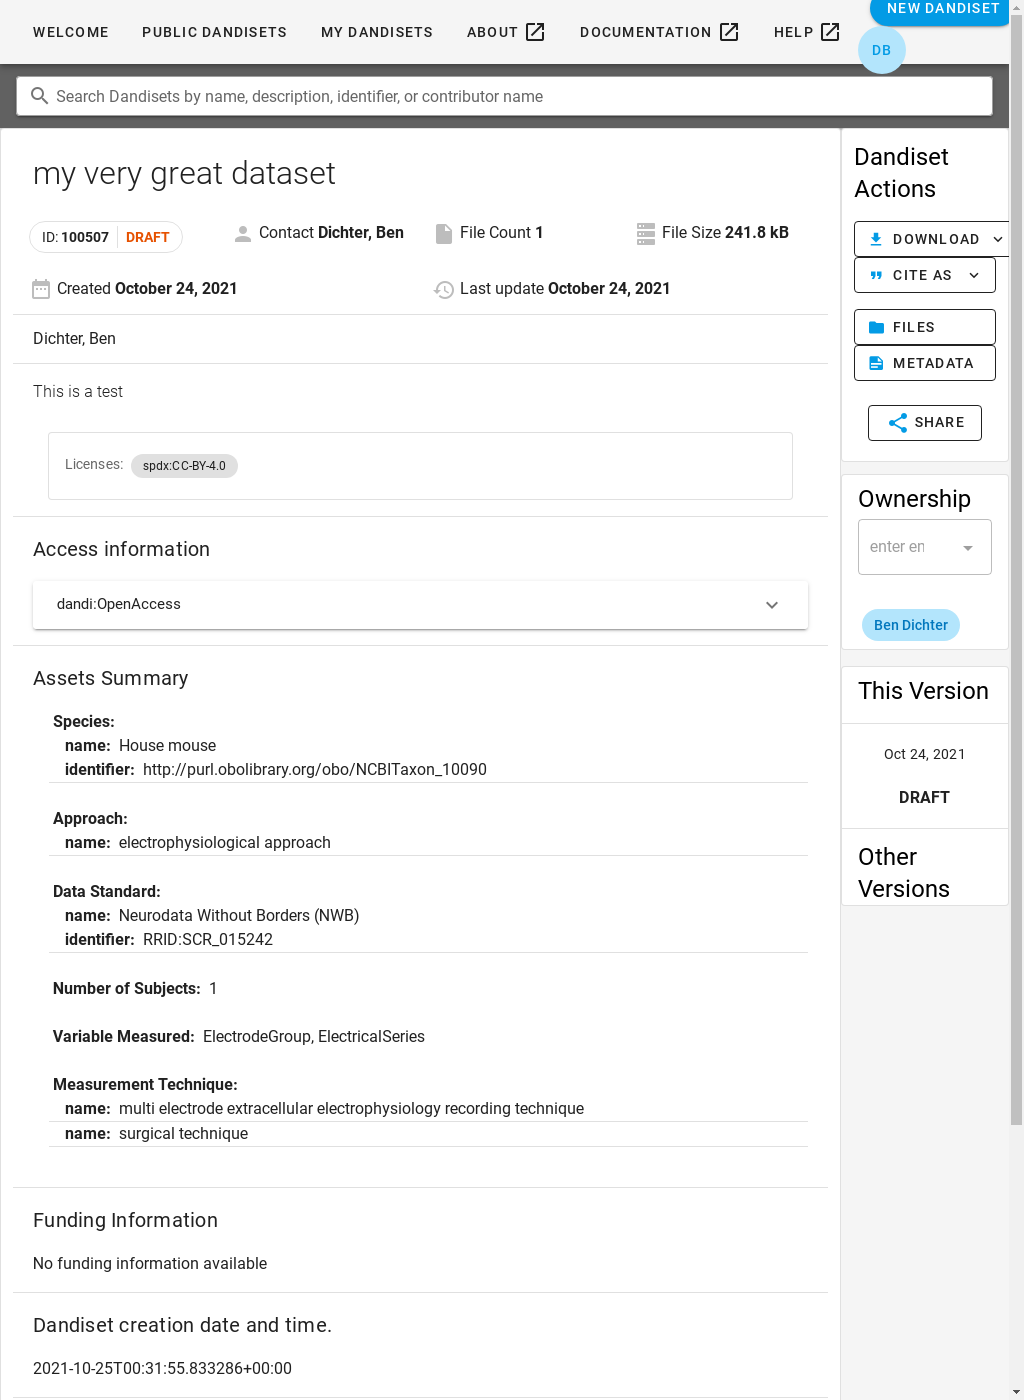 WELCOME PUBLIC DANDISETS MY DANDISETS ABOUT DOCUMENTATION HELP NEW DANDISET
DB
Search Dandisets by name, description, identifier, or contributor name
my very great dataset
ID: 100507 DRAFT Contact Dichter, Ben File Count 1 File Size 241.8 kB
Created October 24, 2021 Last update October 24, 2021
Dichter, Ben
This is a test
Licenses: spdx:CC-BY-4.0
Access information
dandi:OpenAccess
Assets Summary
Species:
name: House mouse
identifier: http://purl.obolibrary.org/obo/NCBITaxon_10090
Approach:
name: electrophysiological approach
Data Standard:
name: Neurodata Without Borders (NWB)
identifier: RRID:SCR_015242
Number of Subjects: 1
Variable Measured: ElectrodeGroup, ElectricalSeries
Measurement Technique:
name: multi electrode extracellular electrophysiology recording technique
name: surgical technique
Funding Information
No funding information available
Dandiset creation date and time.
2021-10-25T00:31:55.833286+00:00
Dandiset
Actions
DOWNLOAD
CITE AS
FILES
METADATA
SHARE
Ownership
enter en
Ben Dichter
This Version
Oct 24, 2021
DRAFT
Other
Versions